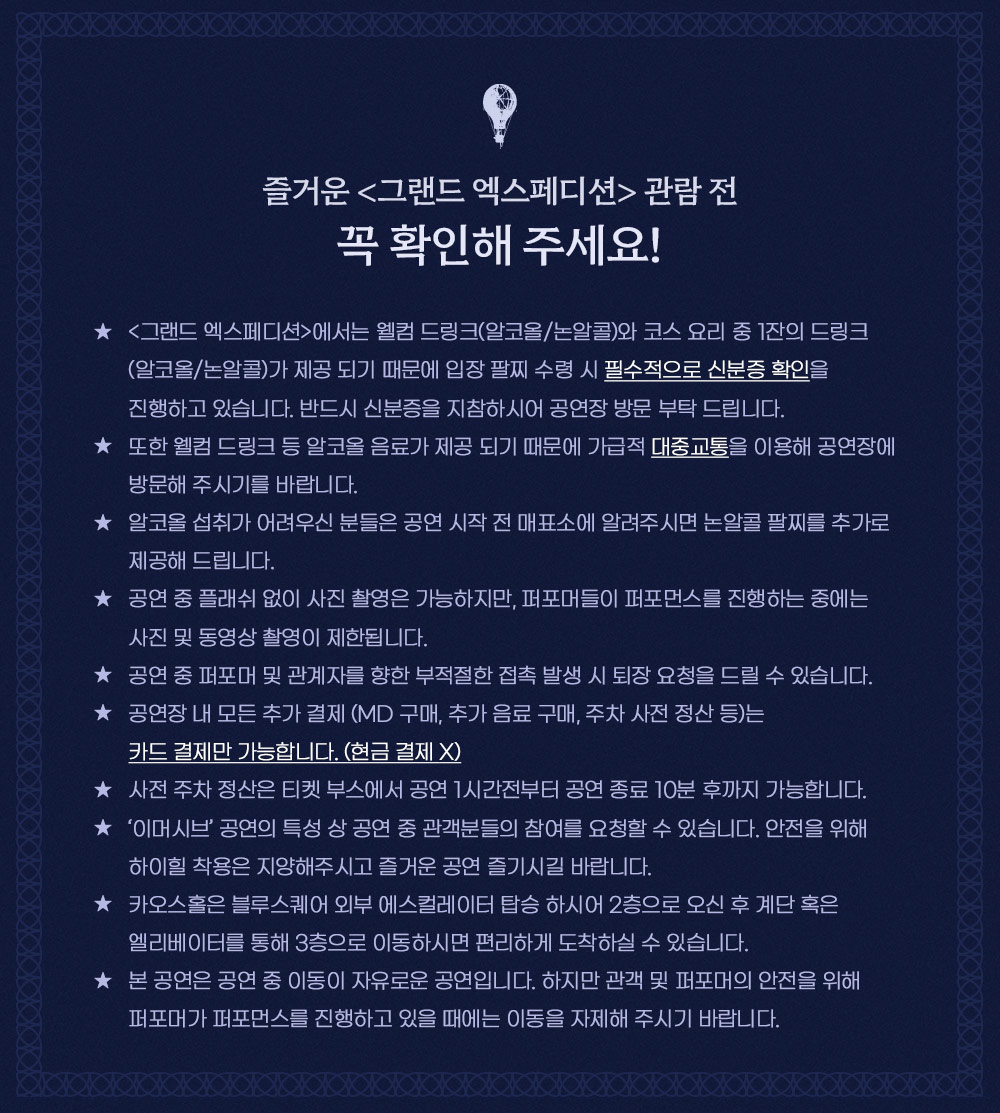 즐거운 <그랜드 엑스페디션> 관람 전
꼭 확인해 주세요!
★ <그랜드 엑스페디션>에서는 웰컴 드링크(알코올/논알콜)와 코스 요리 중 1잔의 드링크
(알코올/논알콜)가 제공 되기 때문에 입장 팔찌 수령 시 필수적으로 신분증 확인을
진행하고 있습니다. 반드시 신분증을 지참하시어 공연장 방문 부탁 드립니다.
★ 또한 웰컴 드링크 등 알코올 음료가 제공 되기 때문에 가급적 대중교통을 이용해 공연장에
방문해 주시기를 바랍니다.
★ 알코올 섭취가 어려우신 분들은 공연 시작 전 매표소에 알려주시면 논알콜 팔찌를 추가로
제공해 드립니다.
★ 공연 중 플래쉬 없이 사진 촬영은 가능하지만, 퍼포머들이 퍼포먼스를 진행하는 중에는
사진 및 동영상 촬영이 제한됩니다.
★ 공연 중 퍼포머 및 관계자를 향한 부적절한 접촉 발생 시 퇴장 요청을 드릴 수 있습니다.
★ 공연장 내 모든 추가 결제 (MD 구매, 추가 음료 구매, 주차 사전 정산 등)는
카드 결제만 가능합니다. (현금 결제 X)
★ 사전 주차 정산은 티켓 부스에서 공연 1시간전부터 공연 종료 10분 후까지 가능합니다.
★ ‘이머시브’ 공연의 특성 상 공연 중 관객분들의 참여를 요청할 수 있습니다. 안전을 위해
하이힐 착용은 지양해주시고 즐거운 공연 즐기시길 바랍니다.
★ 카오스홀은 블루스퀘어 외부 에스컬레이터 탑승 하시어 2층으로 오신 후 계단 혹은
엘리베이터를 통해 3층으로 이동하시면 편리하게 도착하실 수 있습니다.
★ 본 공연은 공연 중 이동이 자유로운 공연입니다. 하지만 관객 및 퍼포머의 안전을 위해
퍼포머가 퍼포먼스를 진행하고 있을 때에는 이동을 자제해 주시기 바랍니다.